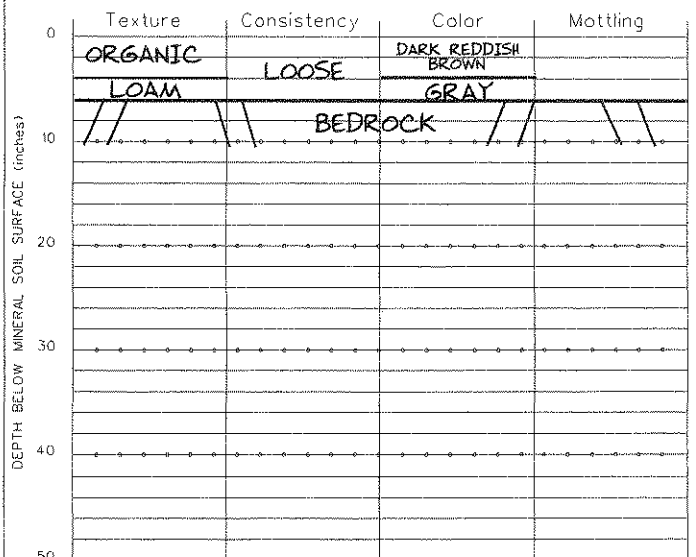 Texture Consistency Color Mottling
0
ORGANIC
LOOSE
DARK REDDISH
BROWN
LOAM
GRAY
BEDROCK
10
20
30
40
50
DEPTH BELOW MINERAL SOIL SURFACE (inches)